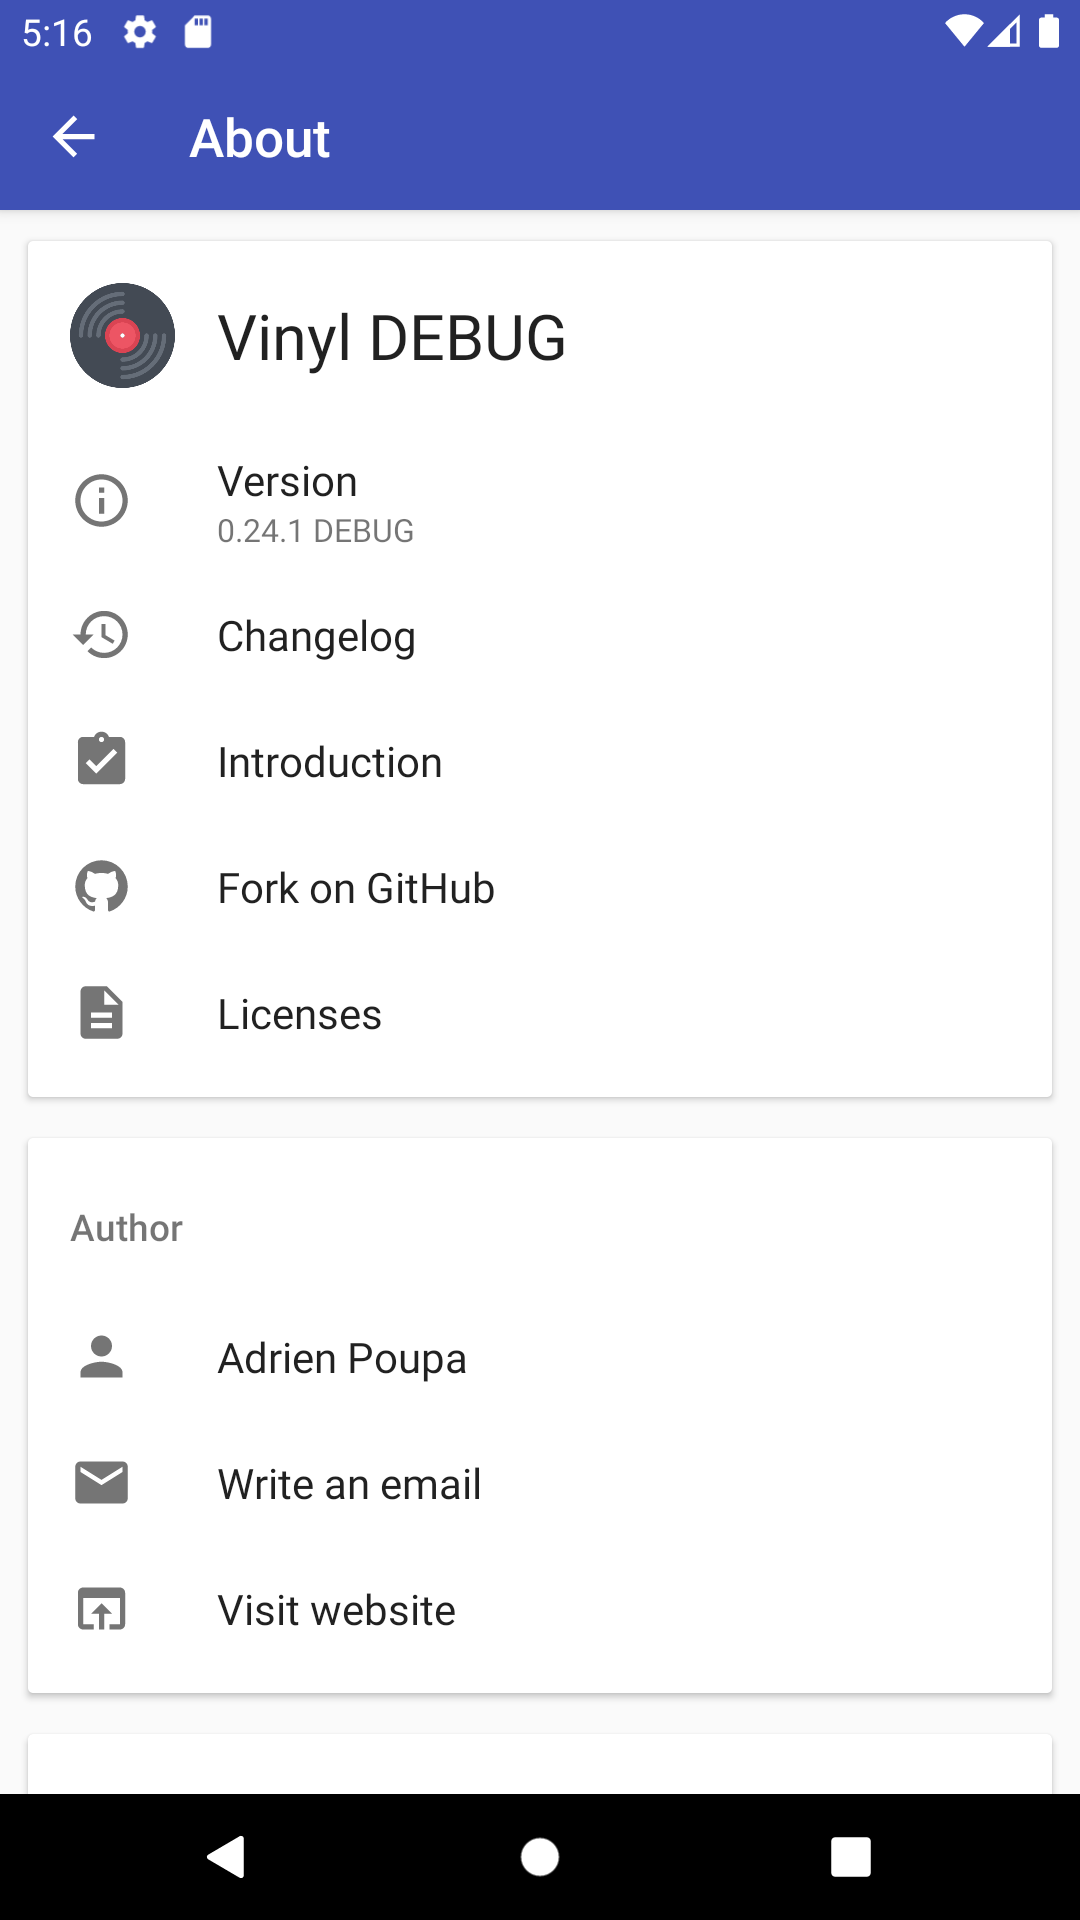 5:16
About
Vinyl DEBUG
Version
0.24.1 DEBUG
Changelog
Introduction
Fork on GitHub
Licenses
Author
Adrien Poupa
Write an email
Visit website